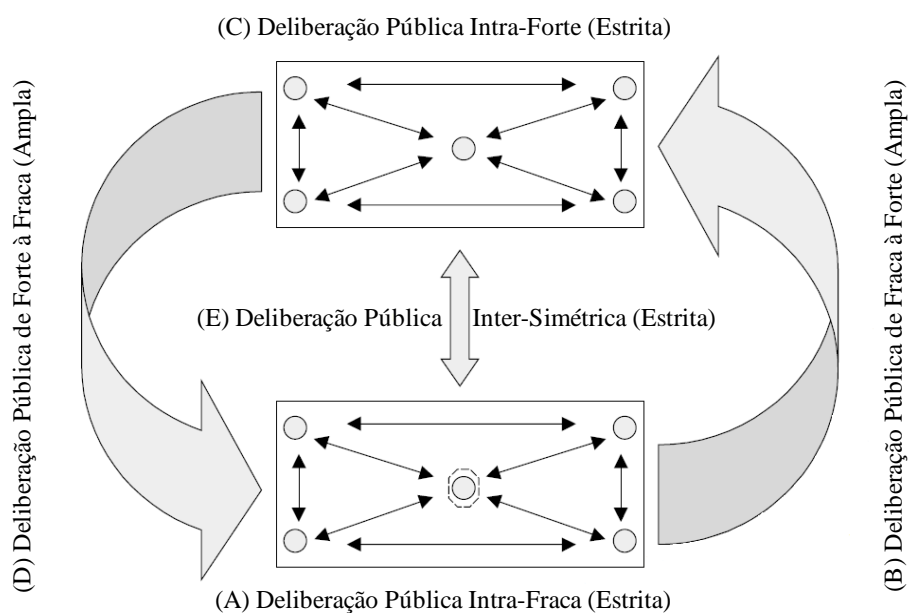 (C) Deliberação Pública Intra-Forte (Estrita)
(D) Deliberação Pública de Forte à Fraca (Ampla)
(B) Deliberação Pública de Fraca à Forte (Ampla)
(E) Deliberação Pública Inter-Simétrica (Estrita)
(A) Deliberação Pública Intra-Fraca (Estrita)